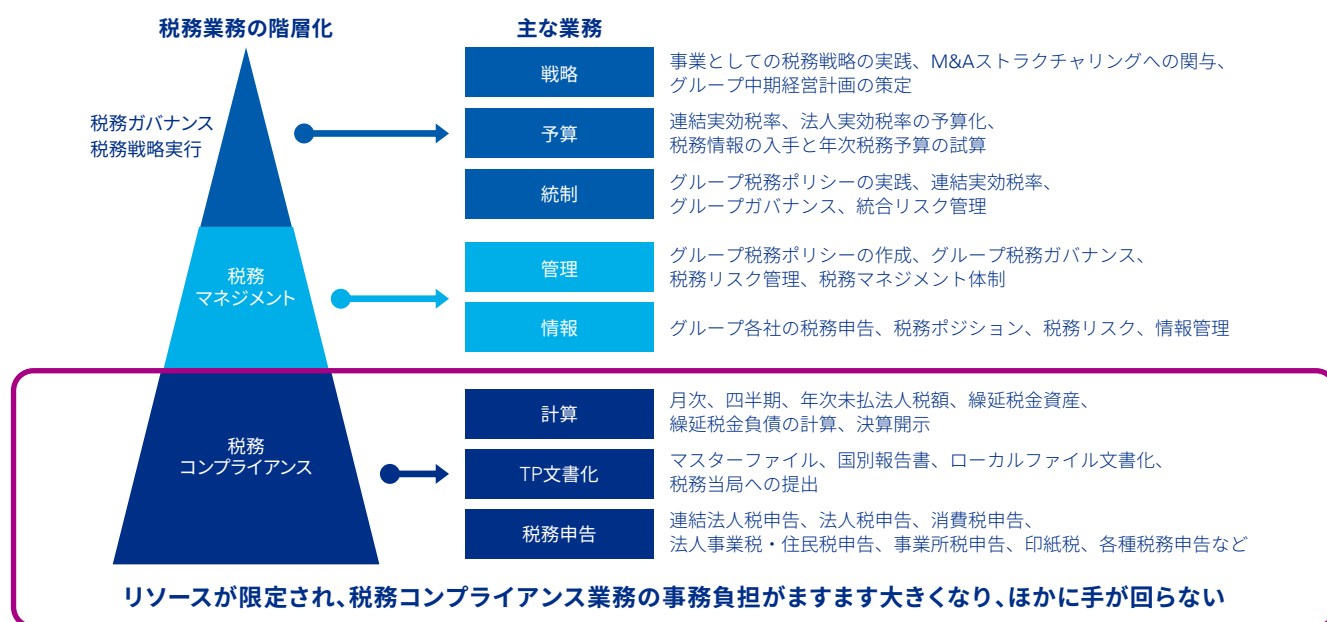 税務業務の階層化
主な業務
税務ガバナンス
税務戦略実行
戦略
事業としての税務戦略の実践、M&Aストラクチャリングへの関与、
グループ中期経営計画の策定
予算
連結実効税率、法人実効税率の予算化、
税務情報の入手と年次税務予算の試算
統制
グループ税務ポリシーの実践、連結実効税率、
グループガバナンス、統合リスク管理
税務
マネジメント
管理
グループ税務ポリシーの作成、グループ税務ガバナンス、
税務リスク管理、税務マネジメント体制
情報
グループ各社の税務申告、税務ポジション、税務リスク、情報管理
税務
コンプライアンス
計算
月次、四半期、年次未払法人税額、繰延税金資産、
繰延税金負債の計算、決算開示
TP文書化
マスターファイル、国別報告書、ローカルファイル文書化、
税務当局への提出
税務申告
連結法人税申告、法人税申告、消費税申告、
法人事業税・住民税申告、事業所税申告、印紙税、各種税務申告など
リソースが限定され、税務コンプライアンス業務の事務負担がますます大きくなり、ほかに手が回らない